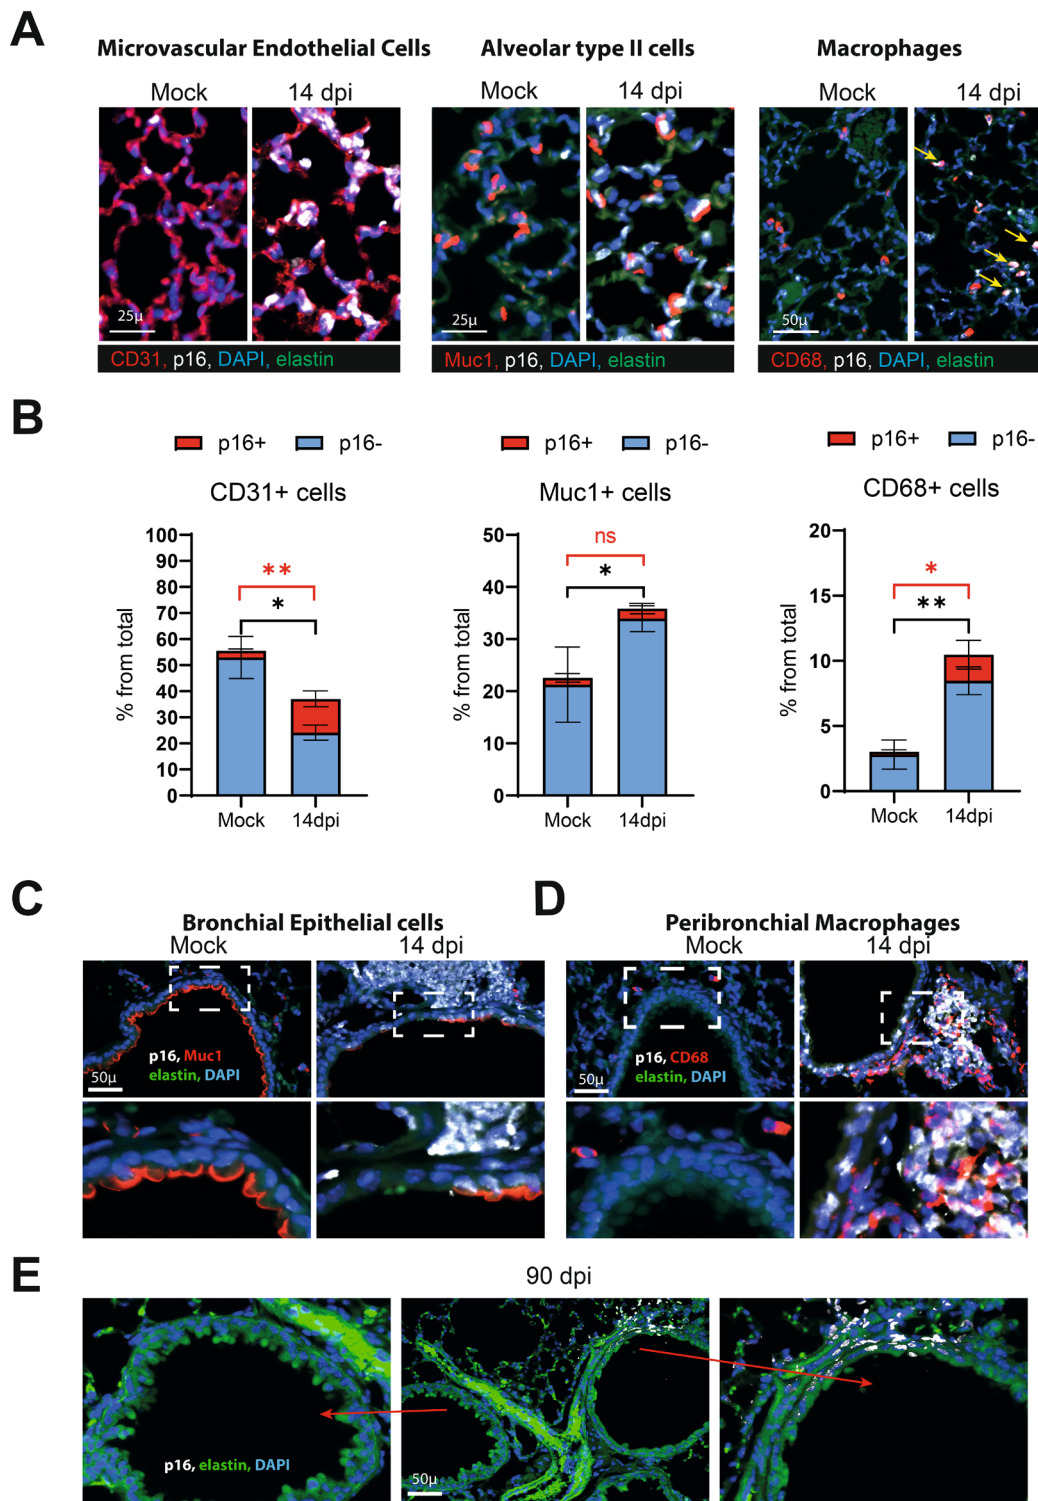 A
Microvascular Endothelial Cells
Alveolar type II cells
Macrophages
Mock
14 dpi
Mock
14 dpi
Mock
14 dpi
25μ
25μ
50μ
CD31, p16, DAPI, elastin
Muc1, p16, DAPI, elastin
CD68, p16, DAPI, elastin
B
p16+ p16-
p16+ p16-
p16+ p16-
CD31+ cells
Muc1+ cells
CD68+ cells
% from total
100
90
80
70
60
50
40
30
20
10
0
**
*
Mock 14dpi
% from total
50
40
30
20
10
0
ns
*
Mock 14dpi
% from total
20
15
10
5
0
*
**
Mock 14dpi
C
Bronchial Epithelial cells
Mock
14 dpi
p16, Muc1
elastin, DAPI
50μ
D
Peribronchial Macrophages
Mock
14 dpi
p16, CD68
elastin, DAPI
50μ
E
90 dpi
p16, elastin, DAPI
50μ